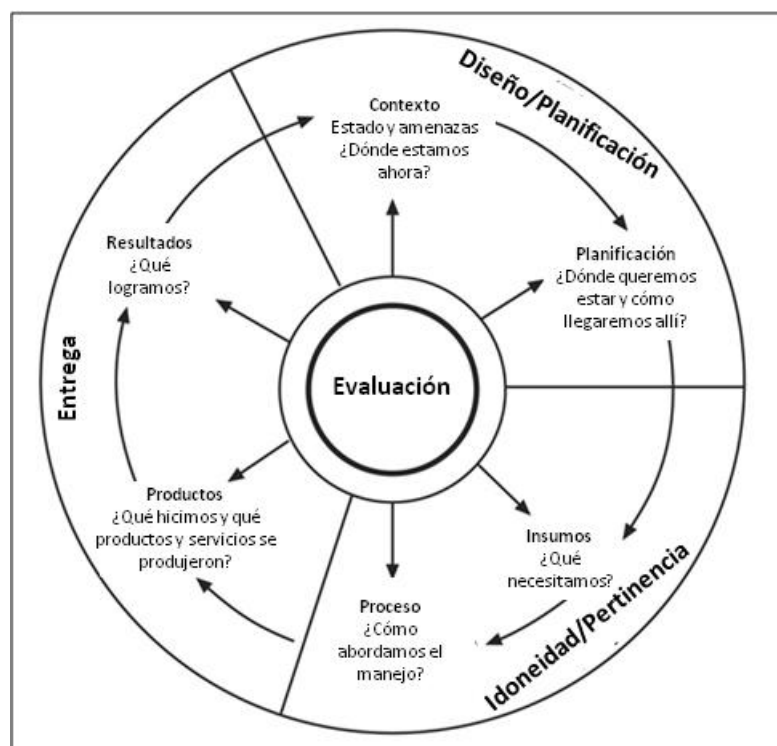 Diseño/Planificación
Contexto
Estado y amenazas
¿Dónde estamos
ahora?
Planificación
¿Dónde queremos
estar y cómo
llegaremos allí?
Idoneidad/Pertinencia
Insumos
¿Qué
necesitamos?
Proceso
¿Cómo
abordamos el
manejo?
Entrega
Productos
¿Qué hicimos y qué
productos y servicios se
produjeron?
Resultados
¿Qué
logramos?
Evaluación